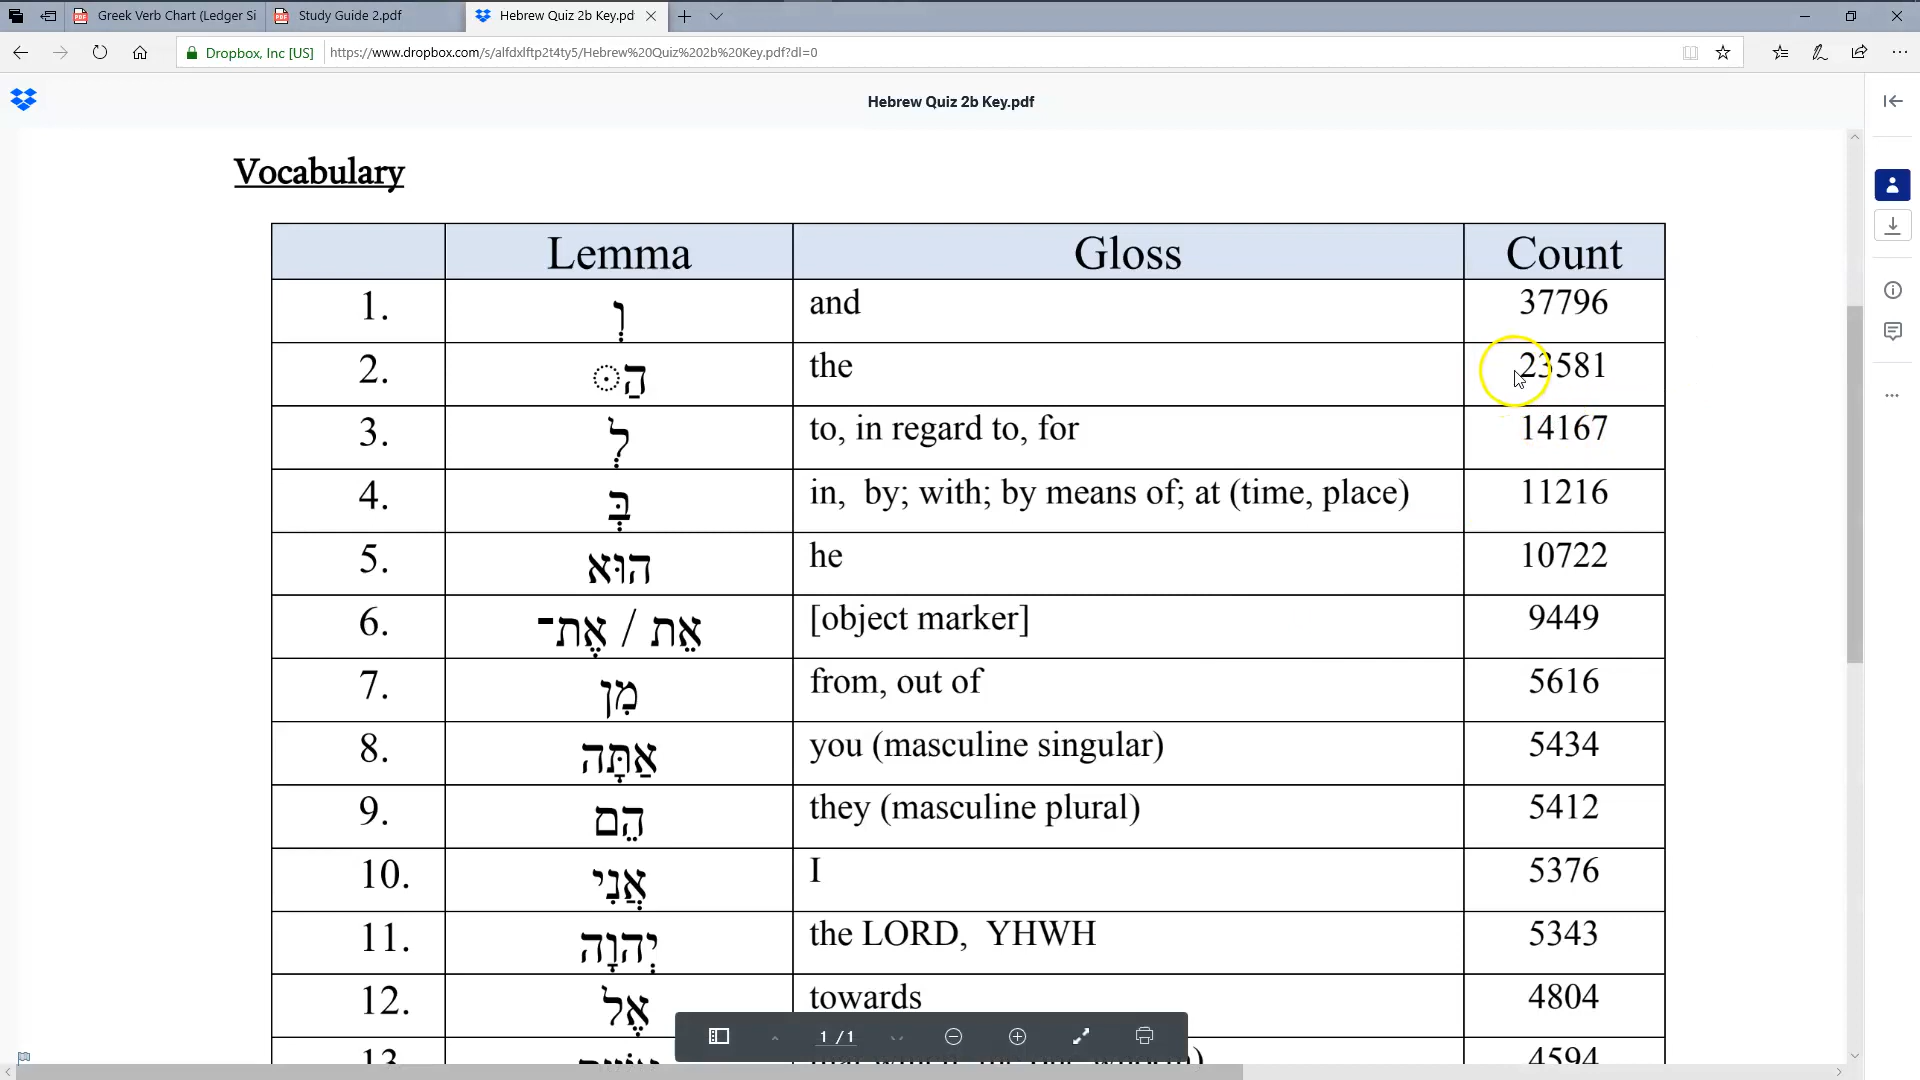 Greek Verb Chart (Ledger Si
Study Guide 2.pdf
Hebrew Quiz 2b Key.pd
Dropbox, Inc [US]
https://www.dropbox.com/s/alfdxlftp2t4ty5/Hebrew%20Quiz%202b%20Key.pdf?dl=0
Hebrew Quiz 2b Key.pdf
Vocabulary
Lemma Gloss Count
1. וְ and 37796
2. הַ◌ the 23581
3. לְ to, in regard to, for 14167
4. בְּ in, by; with; by means of; at (time, place) 11216
5. הוּא he 10722
6. אֵת / אֶת־ [object marker] 9449
7. מִן from, out of 5616
8. אַתָּה you (masculine singular) 5434
9. הֵם they (masculine plural) 5412
10. אֲנִי I 5376
11. יְהוָה the LORD, YHWH 5343
12. אֶל towards 4804
13. 4594
1 / 1